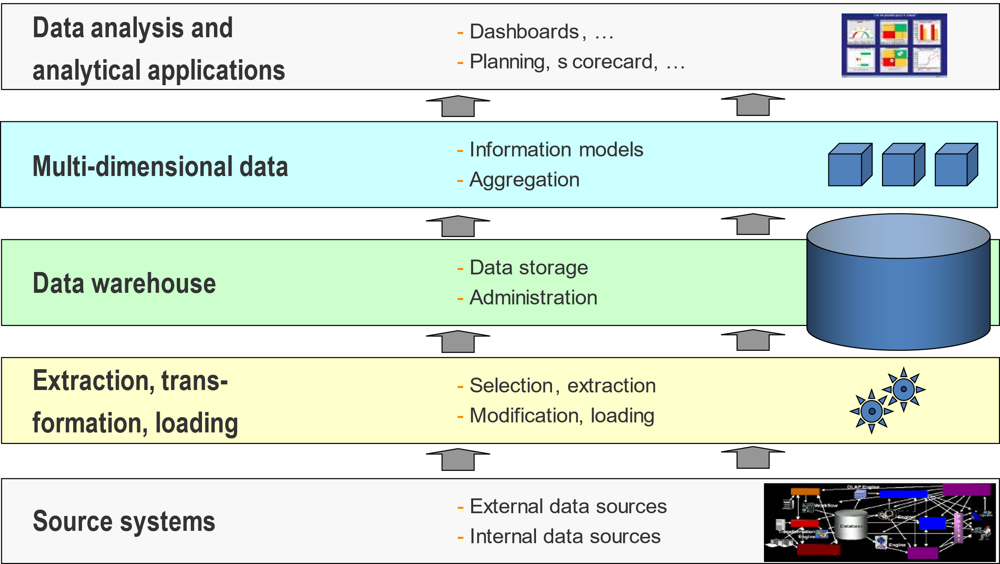 Data analysis and
analytical applications
- Dashboards, …
- Planning, s corecard, …
Multi-dimensional data
- Information models
- Aggregation
Data warehouse
- Data storage
- Administration
Extraction, trans-
formation, loading
- Selection, extraction
- Modification, loading
Source systems
- External data sources
- Internal data sources
OLAP Engine
Workflow
Engine
Database
Portal
Transformation
Engine
Engine